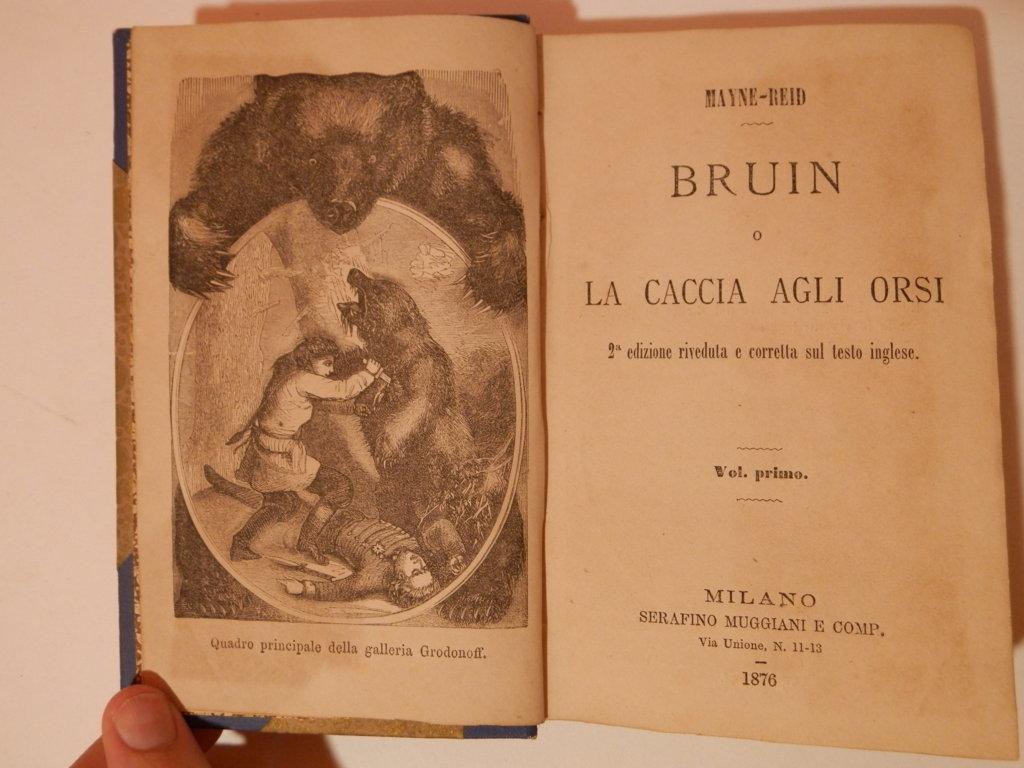 Quadro principale della galleria Grodonoff.
MAYNE-REID
BRUIN
O
LA CACCIA AGLI ORSI
2ª edizione riveduta e corretta sul testo inglese.
Vol. primo.
MILANO
SERAFINO MUGGIANI E COMP.
Via Unione, N. 11-13
1876